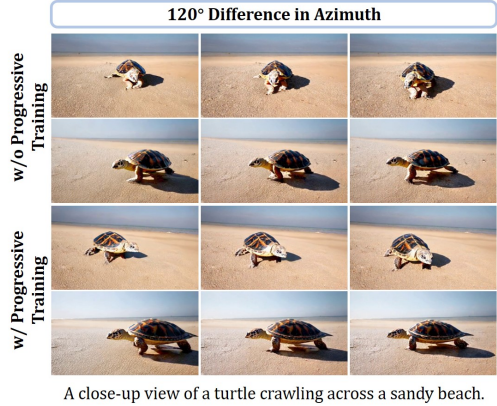 120° Difference in Azimuth
w/o Progressive
Training
w/ Progressive
Training
A close-up view of a turtle crawling across a sandy beach.